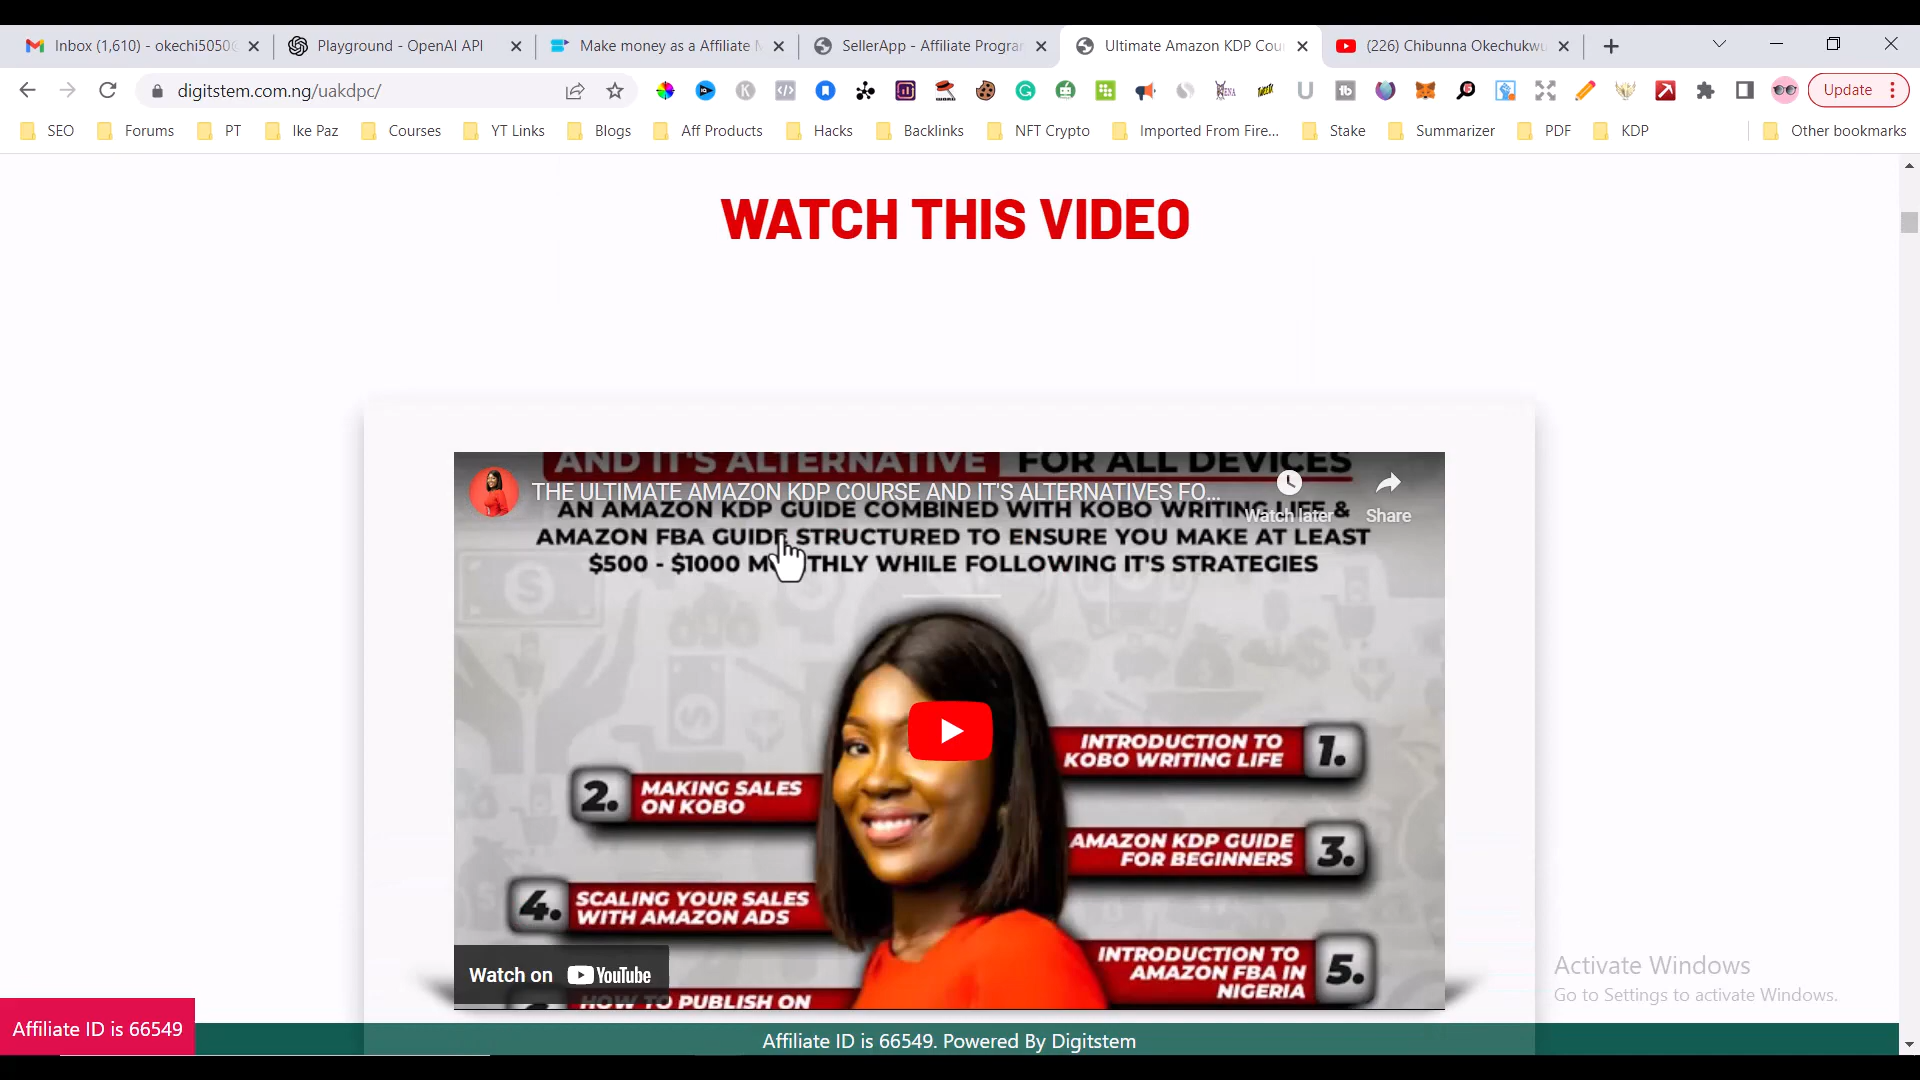 Inbox (1,610) - okechi5050@
Playground - OpenAI API
Make money as a Affiliate M
SellerApp - Affiliate Program
Ultimate Amazon KDP Cou
(226) Chibunna Okechukwu
digitstem.com.ng/uakdpc/
Update
SEO
Forums
PT
Ike Paz
Courses
YT Links
Blogs
Aff Products
Hacks
Backlinks
NFT Crypto
Imported From Fire...
Stake
Summarizer
PDF
KDP
Other bookmarks
WATCH THIS VIDEO
AND IT'S ALTERNATIVE FOR ALL DEVICES
THE ULTIMATE AMAZON KDP COURSE AND IT'S ALTERNATIVES FO...
Watch later
Share
AN AMAZON KDP GUIDE COMBINED WITH KOBO WRITING LIFE &
AMAZON FBA GUIDE STRUCTURED TO ENSURE YOU MAKE AT LEAST
$500 - $1000 MONTHLY WHILE FOLLOWING IT'S STRATEGIES
INTRODUCTION TO
KOBO WRITING LIFE
1.
2.
MAKING SALES
ON KOBO
AMAZON KDP GUIDE
FOR BEGINNERS
3.
4.
SCALING YOUR SALES
WITH AMAZON ADS
INTRODUCTION TO
AMAZON FBA IN
NIGERIA
5.
Watch on YouTube
HOW TO PUBLISH ON
Activate Windows
Go to Settings to activate Windows.
Affiliate ID is 66549
Affiliate ID is 66549. Powered By Digitstem